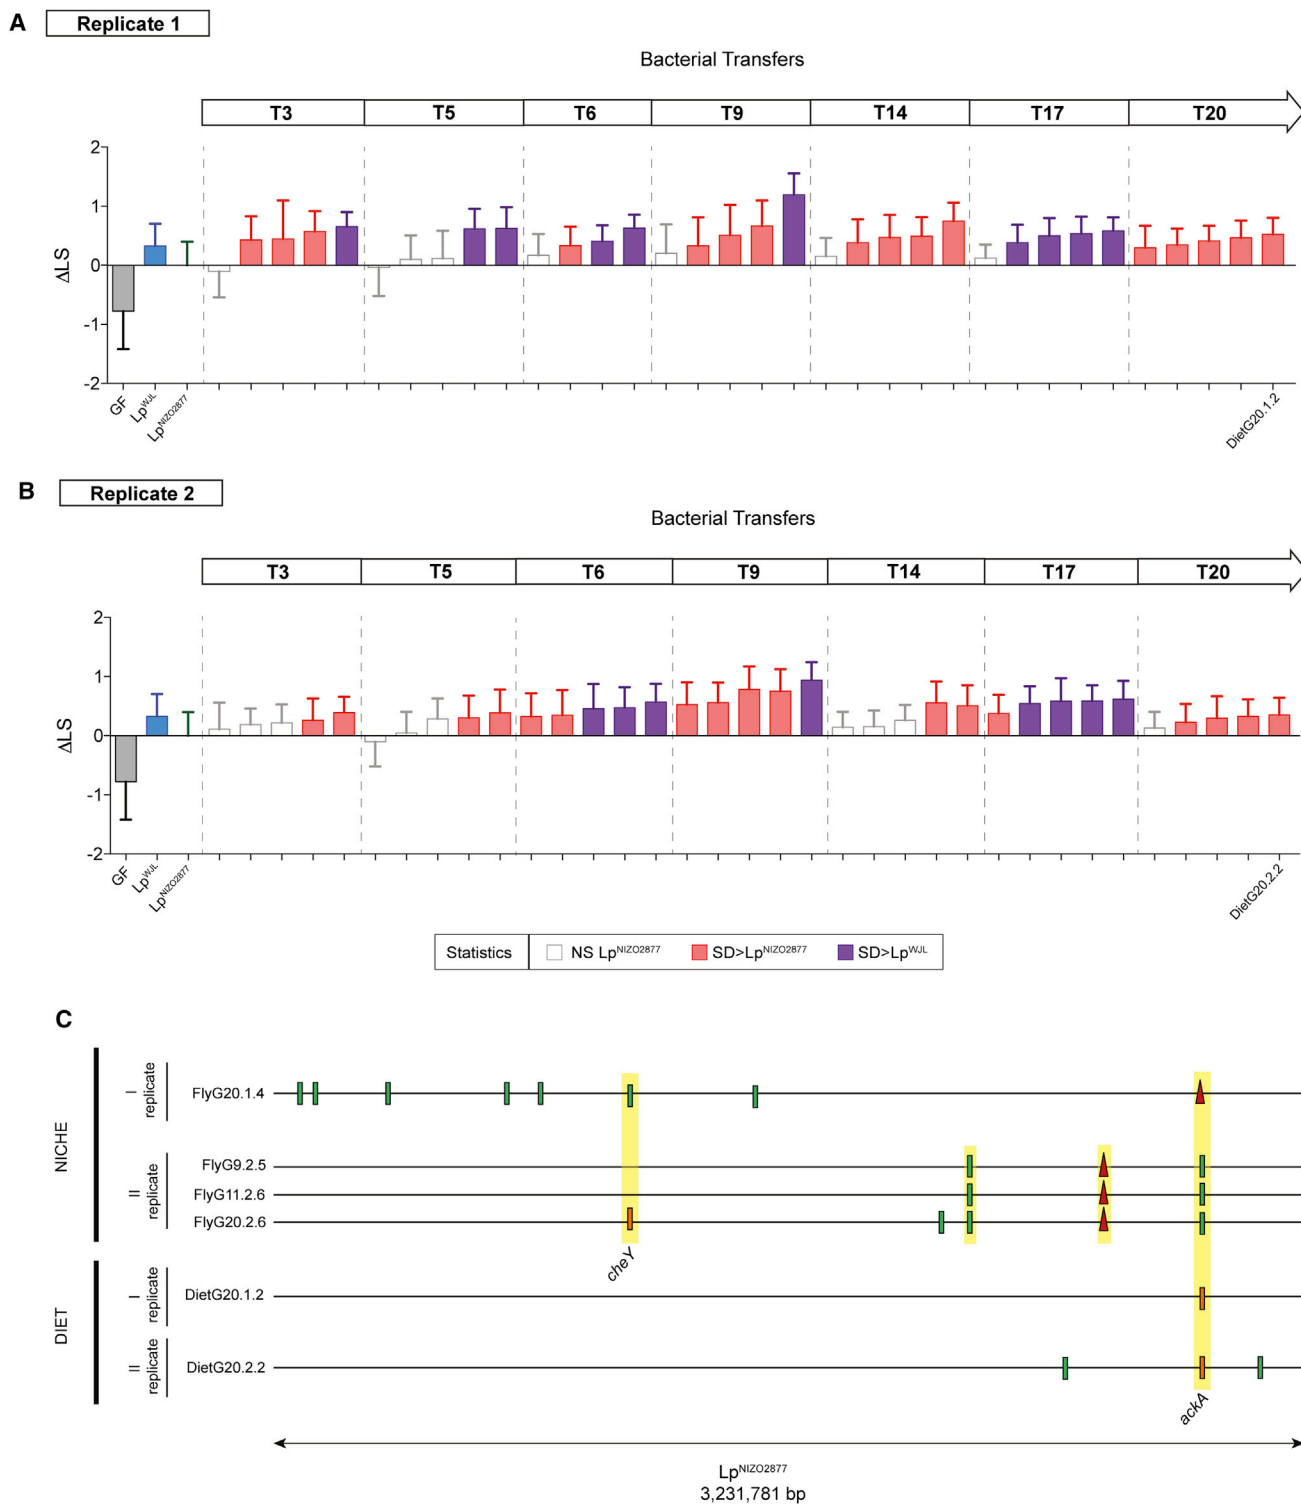 A
Replicate 1
Bacterial Transfers
T3 T5 T6 T9 T14 T17 T20
2
1
0
-1
-2
ΔLS
GF Lp^WJL Lp^NIZO2877 DietG20.1.2
B
Replicate 2
Bacterial Transfers
T3 T5 T6 T9 T14 T17 T20
2
1
0
-1
-2
ΔLS
GF Lp^WJL Lp^NIZO2877 DietG20.2.2
Statistics NS Lp^NIZO2877 SD>Lp^NIZO2877 SD>Lp^WJL
C
NICHE
I replicate
FlyG20.1.4
II replicate
FlyG9.2.5
FlyG11.2.6
FlyG20.2.6
cheY
DIET
I replicate
DietG20.1.2
II replicate
DietG20.2.2
ackA
Lp^NIZO2877
3,231,781 bp